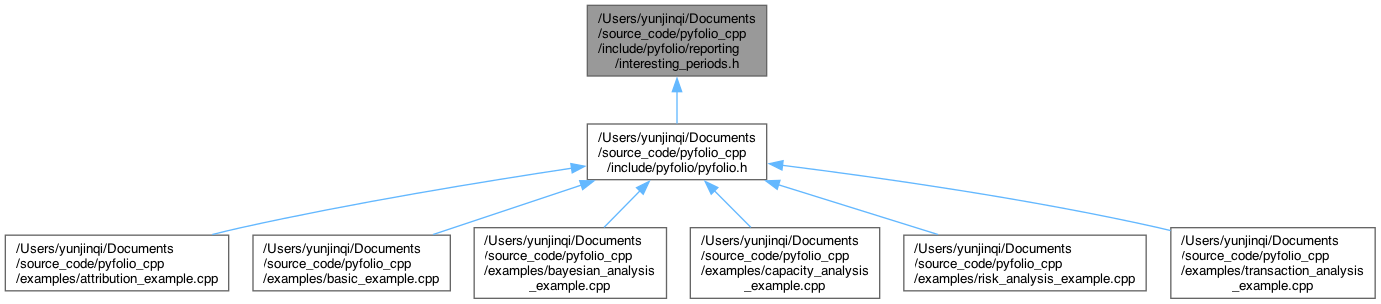 /Users/yunjinqi/Documents
/source_code/pyfolio_cpp
/include/pyfolio/reporting
/interesting_periods.h
/Users/yunjinqi/Documents
/source_code/pyfolio_cpp
/include/pyfolio/pyfolio.h
/Users/yunjinqi/Documents
/source_code/pyfolio_cpp
/examples/attribution_example.cpp
/Users/yunjinqi/Documents
/source_code/pyfolio_cpp
/examples/basic_example.cpp
/Users/yunjinqi/Documents
/source_code/pyfolio_cpp
/examples/bayesian_analysis
_example.cpp
/Users/yunjinqi/Documents
/source_code/pyfolio_cpp
/examples/capacity_analysis
_example.cpp
/Users/yunjinqi/Documents
/source_code/pyfolio_cpp
/examples/risk_analysis_example.cpp
/Users/yunjinqi/Documents
/source_code/pyfolio_cpp
/examples/transaction_analysis
_example.cpp